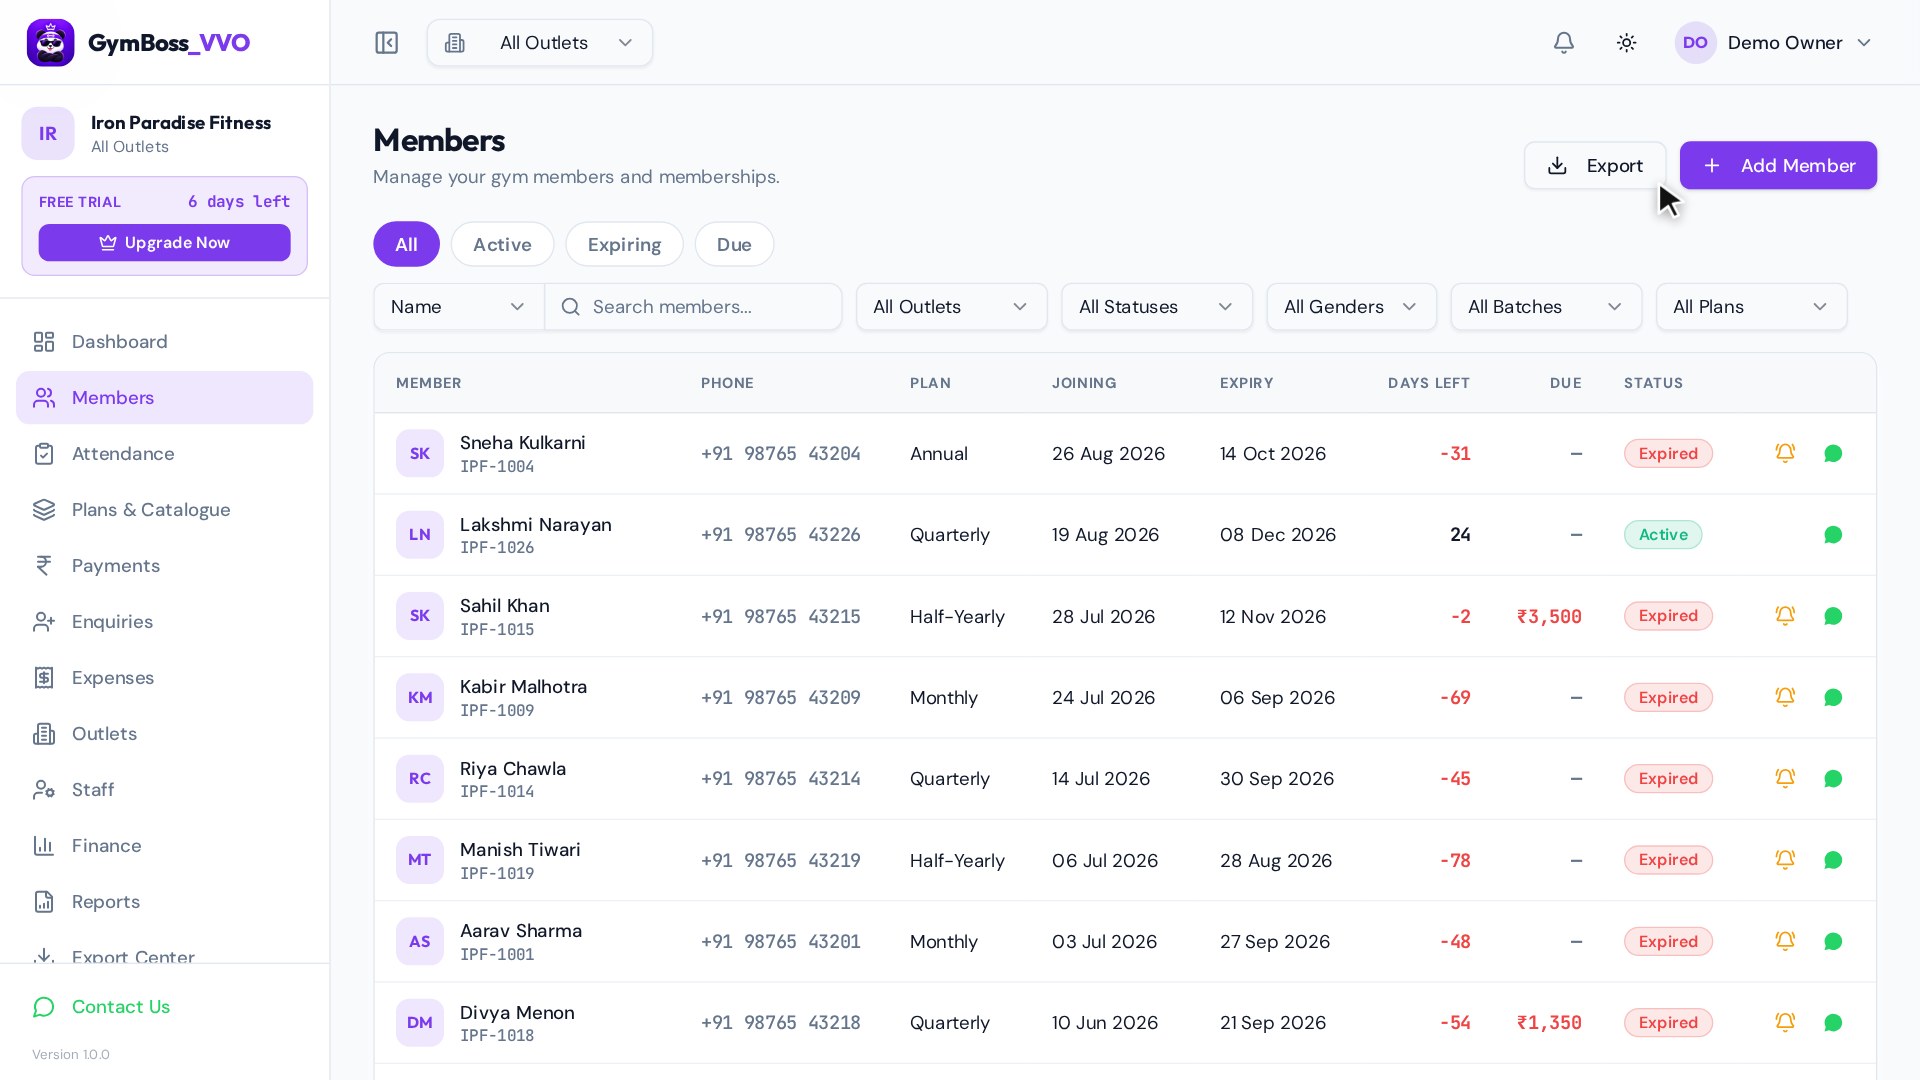 GymBoss_VVO
All Outlets
DO Demo Owner
IR Iron Paradise Fitness
All Outlets
FREE TRIAL 6 days left
Upgrade Now
Dashboard
Members
Attendance
Plans & Catalogue
Payments
Enquiries
Expenses
Outlets
Staff
Finance
Reports
Export Center
Contact Us
Version 1.0.0
Members
Manage your gym members and memberships.
Export
Add Member
All Active Expiring Due
Name Search members... All Outlets All Statuses All Genders All Batches All Plans
MEMBER PHONE PLAN JOINING EXPIRY DAYS LEFT DUE STATUS
SK Sneha Kulkarni IPF-1004 +91 98765 43204 Annual 26 Aug 2026 14 Oct 2026 -31 – Expired
LN Lakshmi Narayan IPF-1026 +91 98765 43226 Quarterly 19 Aug 2026 08 Dec 2026 24 – Active
SK Sahil Khan IPF-1015 +91 98765 43215 Half-Yearly 28 Jul 2026 12 Nov 2026 -2 ₹3,500 Expired
KM Kabir Malhotra IPF-1009 +91 98765 43209 Monthly 24 Jul 2026 06 Sep 2026 -69 – Expired
RC Riya Chawla IPF-1014 +91 98765 43214 Quarterly 14 Jul 2026 30 Sep 2026 -45 – Expired
MT Manish Tiwari IPF-1019 +91 98765 43219 Half-Yearly 06 Jul 2026 28 Aug 2026 -78 – Expired
AS Aarav Sharma IPF-1001 +91 98765 43201 Monthly 03 Jul 2026 27 Sep 2026 -48 – Expired
DM Divya Menon IPF-1018 +91 98765 43218 Quarterly 10 Jun 2026 21 Sep 2026 -54 ₹1,350 Expired